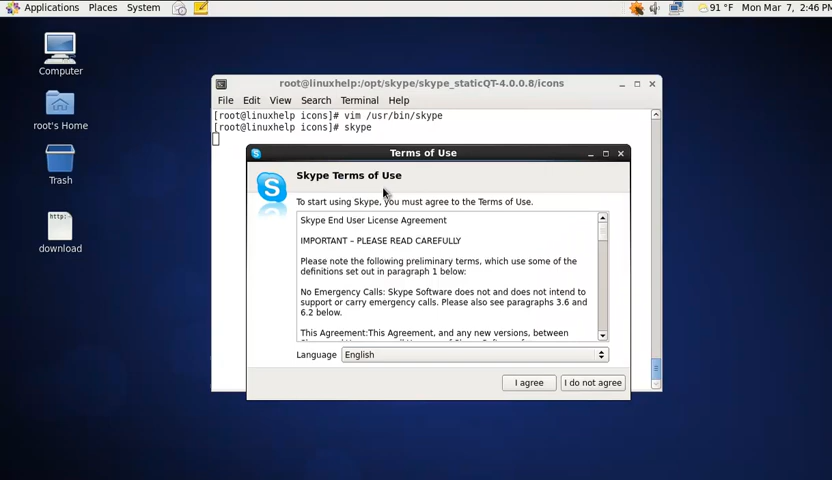 Applications Places System 91 °F Mon Mar 7, 2:46 PM
Computer
root's Home
Trash
http:-
download
root@linuxhelp:/opt/skype/skype_staticQT-4.0.0.8/icons
File Edit View Search Terminal Help
[root@linuxhelp icons]# vim /usr/bin/skype
[root@linuxhelp icons]# skype
Terms of Use
Skype Terms of Use
To start using Skype, you must agree to the Terms of Use.
Skype End User License Agreement
IMPORTANT – PLEASE READ CAREFULLY
Please note the following preliminary terms, which use some of the
definitions set out in paragraph 1 below:
No Emergency Calls: Skype Software does not and does not intend to
support or carry emergency calls. Please also see paragraphs 3.6 and
6.2 below.
This Agreement:This Agreement, and any new versions, between
Language English
I agree I do not agree